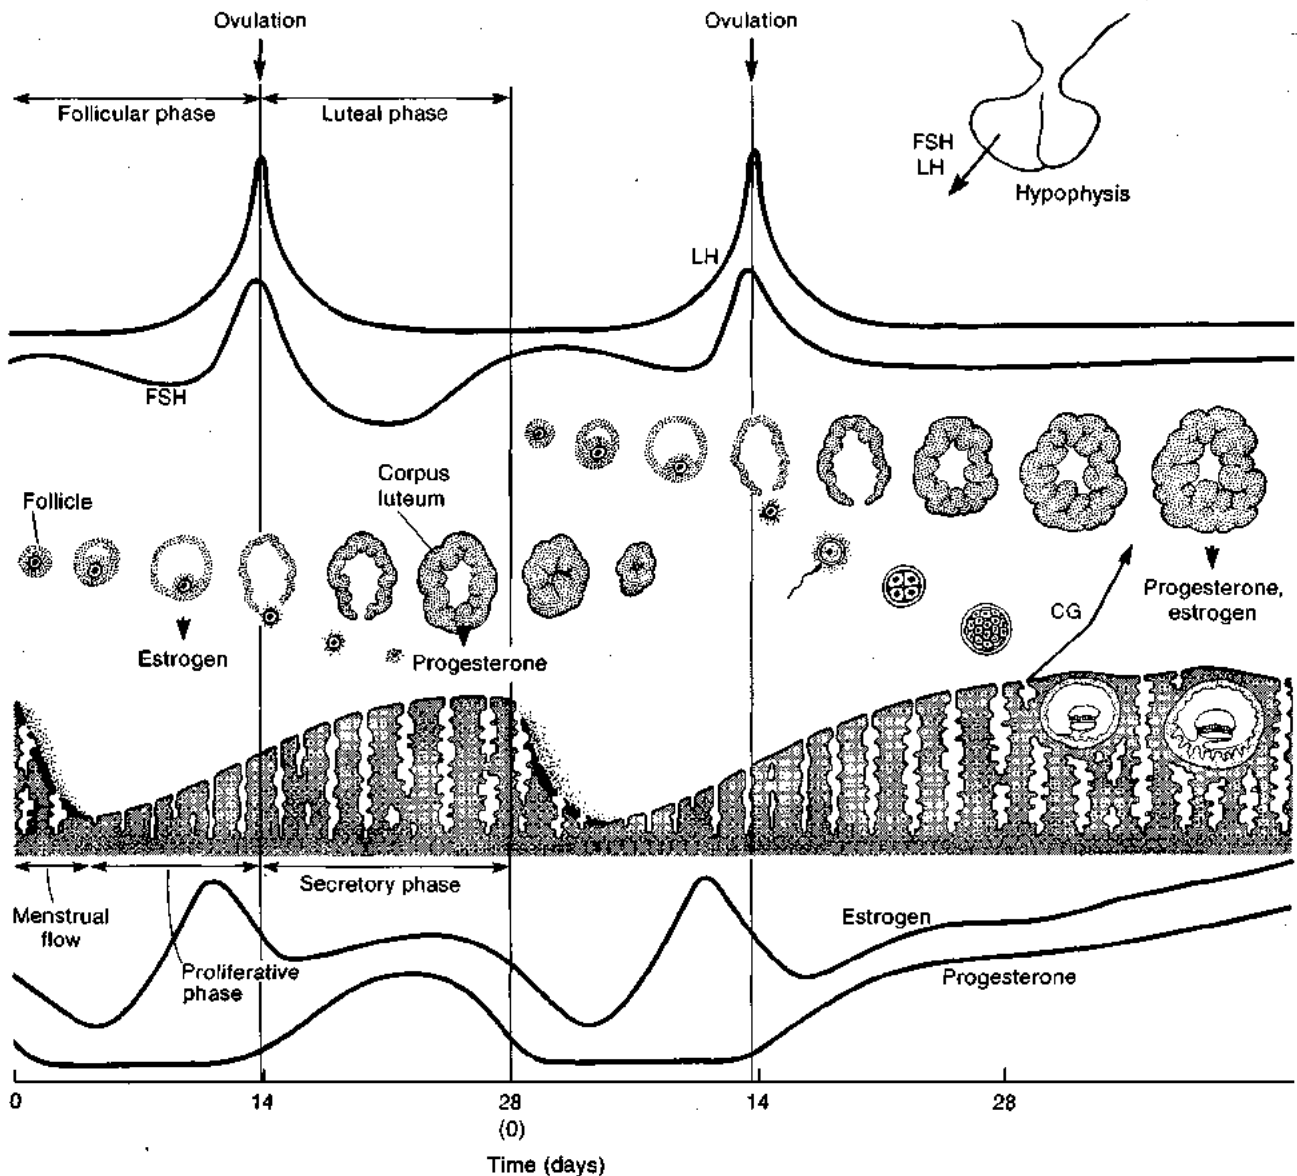 Ovulation
Ovulation
Follicular phase
Luteal phase
FSH
LH
Hypophysis
LH
FSH
Corpus
luteum
Follicle
Estrogen
Progesterone
CG
Progesterone,
estrogen
Secretory phase
Menstrual
flow
Proliferative
phase
Estrogen
Progesterone
0
14
28
14
28
(0)
Time (days)